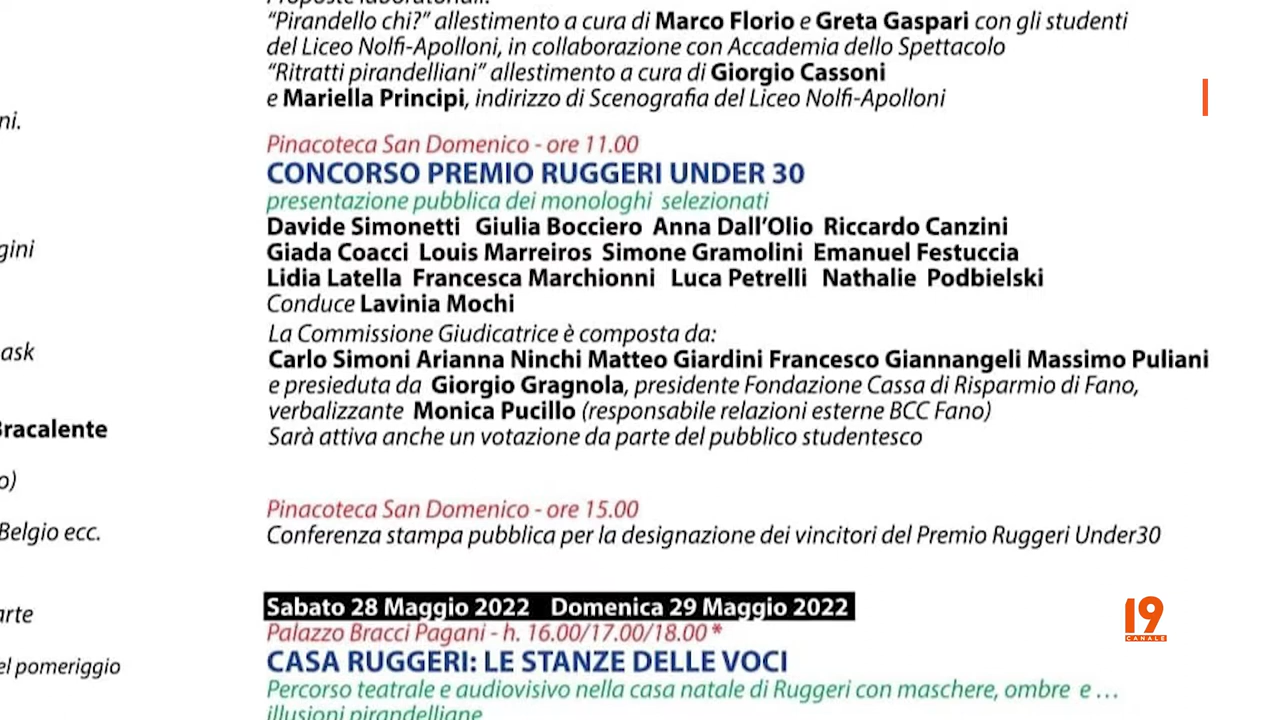 Proposte laboratoriali:
“Pirandello chi?” allestimento a cura di Marco Florio e Greta Gaspari con gli studenti
del Liceo Nolfi-Apolloni, in collaborazione con Accademia dello Spettacolo
“Ritratti pirandelliani” allestimento a cura di Giorgio Cassoni
e Mariella Principi, indirizzo di Scenografia del Liceo Nolfi-Apolloni
ni.
Pinacoteca San Domenico - ore 11.00
CONCORSO PREMIO RUGGERI UNDER 30
presentazione pubblica dei monologhi selezionati
Davide Simonetti Giulia Bocciero Anna Dall’Olio Riccardo Canzini
gini
Giada Coacci Louis Marreiros Simone Gramolini Emanuel Festuccia
Lidia Latella Francesca Marchionni Luca Petrelli Nathalie Podbielski
Conduce Lavinia Mochi
La Commissione Giudicatrice è composta da:
ask
Carlo Simoni Arianna Ninchi Matteo Giardini Francesco Giannangeli Massimo Puliani
e presieduta da Giorgio Gragnola, presidente Fondazione Cassa di Risparmio di Fano,
verbalizzante Monica Pucillo (responsabile relazioni esterne BCC Fano)
Bracalente
Sarà attiva anche un votazione da parte del pubblico studentesco
o)
Pinacoteca San Domenico - ore 15.00
Belgio ecc.
Conferenza stampa pubblica per la designazione dei vincitori del Premio Ruggeri Under30
Sabato 28 Maggio 2022 Domenica 29 Maggio 2022
arte
Palazzo Bracci Pagani - h. 16.00/17.00/18.00 *
CASA RUGGERI: LE STANZE DELLE VOCI
el pomeriggio
Percorso teatrale e audiovisivo nella casa natale di Ruggeri con maschere, ombre e …
illusioni pirandelliane
19
CANALE